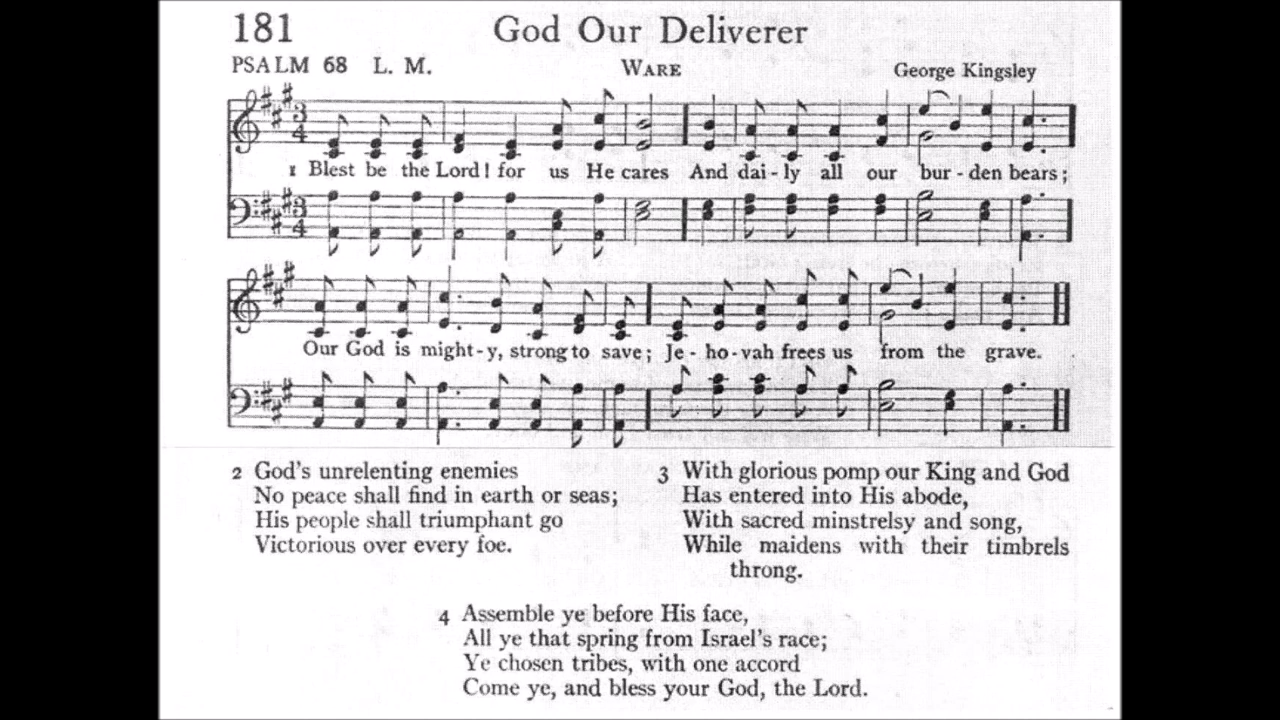 181 God Our Deliverer
PSALM 68 L. M. WARE George Kingsley
3
4
1 Blest be the Lord! for us He cares And dai - ly all our bur - den bears;
3
4
Our God is might - y, strong to save; Je - ho - vah frees us from the grave.
2 God's unrelenting enemies
No peace shall find in earth or seas;
His people shall triumphant go
Victorious over every foe.
3 With glorious pomp our King and God
Has entered into His abode,
With sacred minstrelsy and song,
While maidens with their timbrels
throng.
4 Assemble ye before His face,
All ye that spring from Israel's race;
Ye chosen tribes, with one accord
Come ye, and bless your God, the Lord.